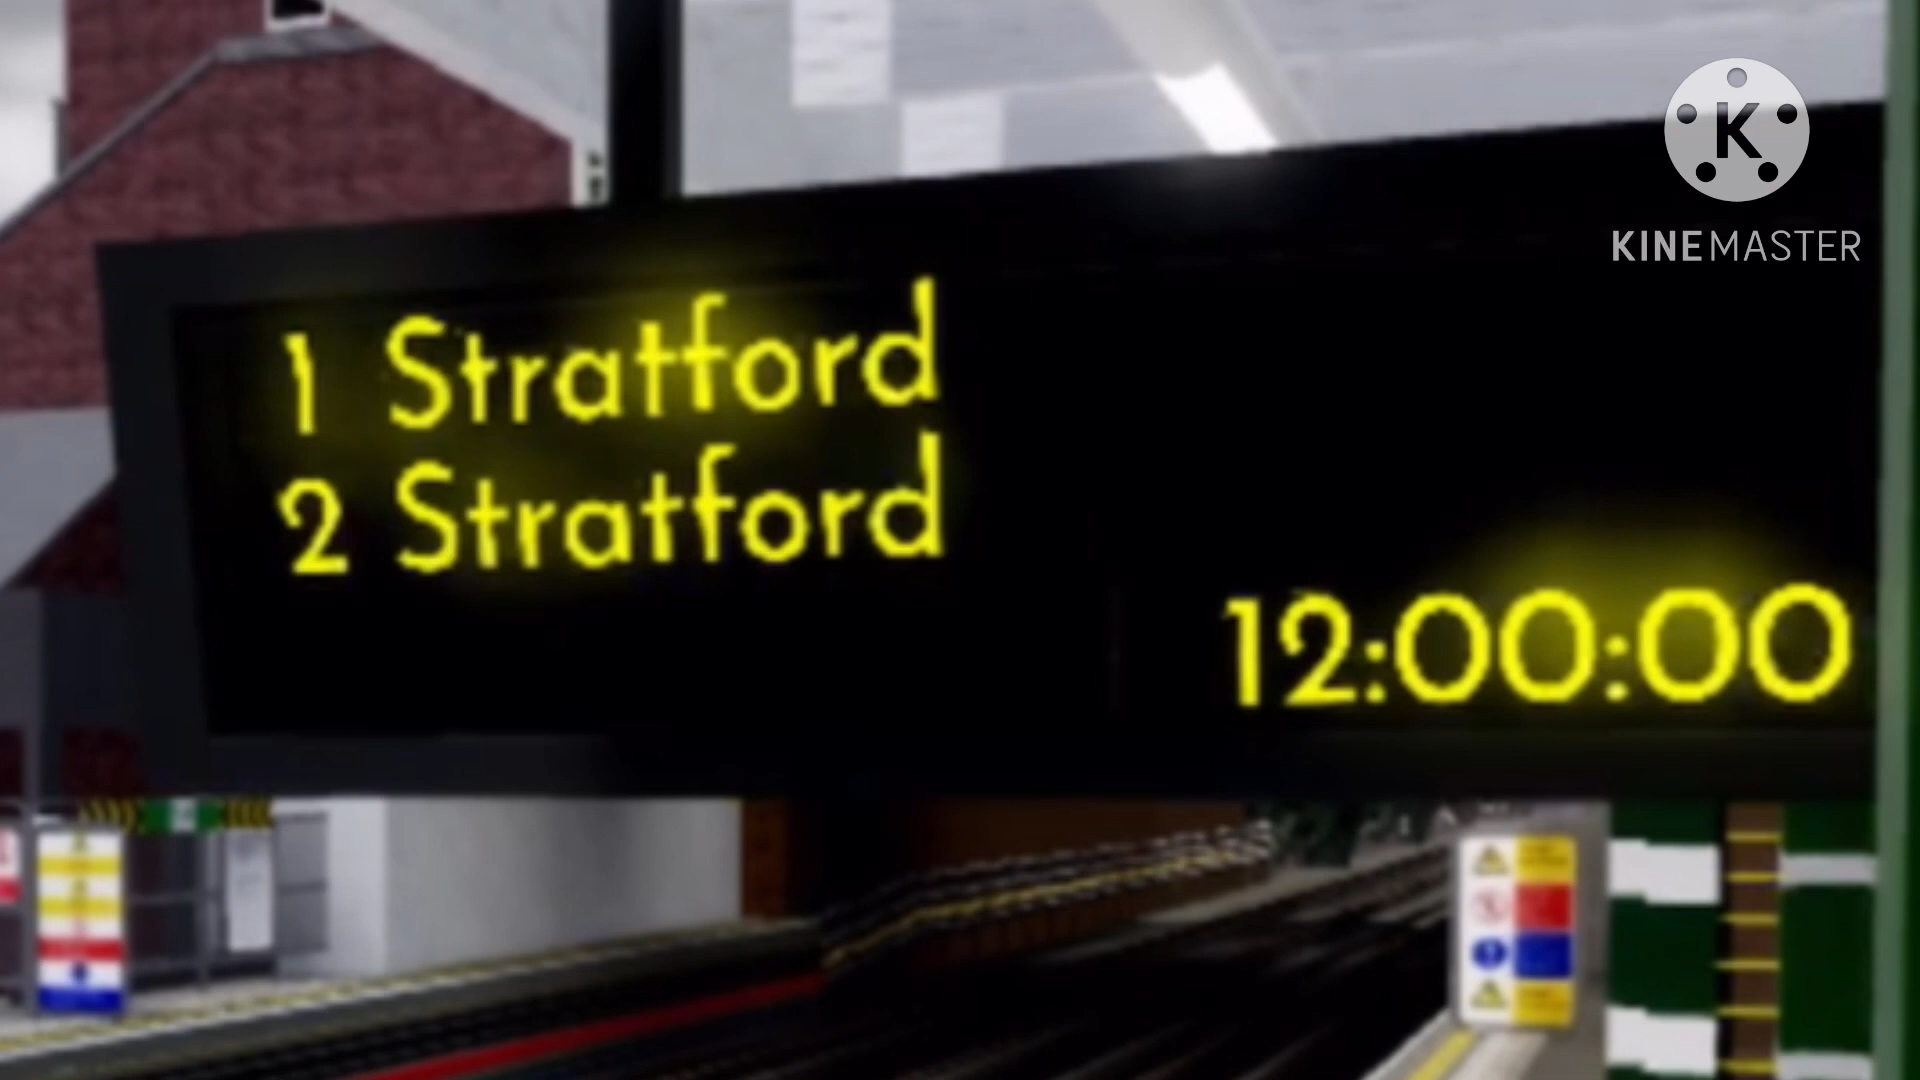 K
KINEMASTER
1 Stratford
2 Stratford
12:00:00